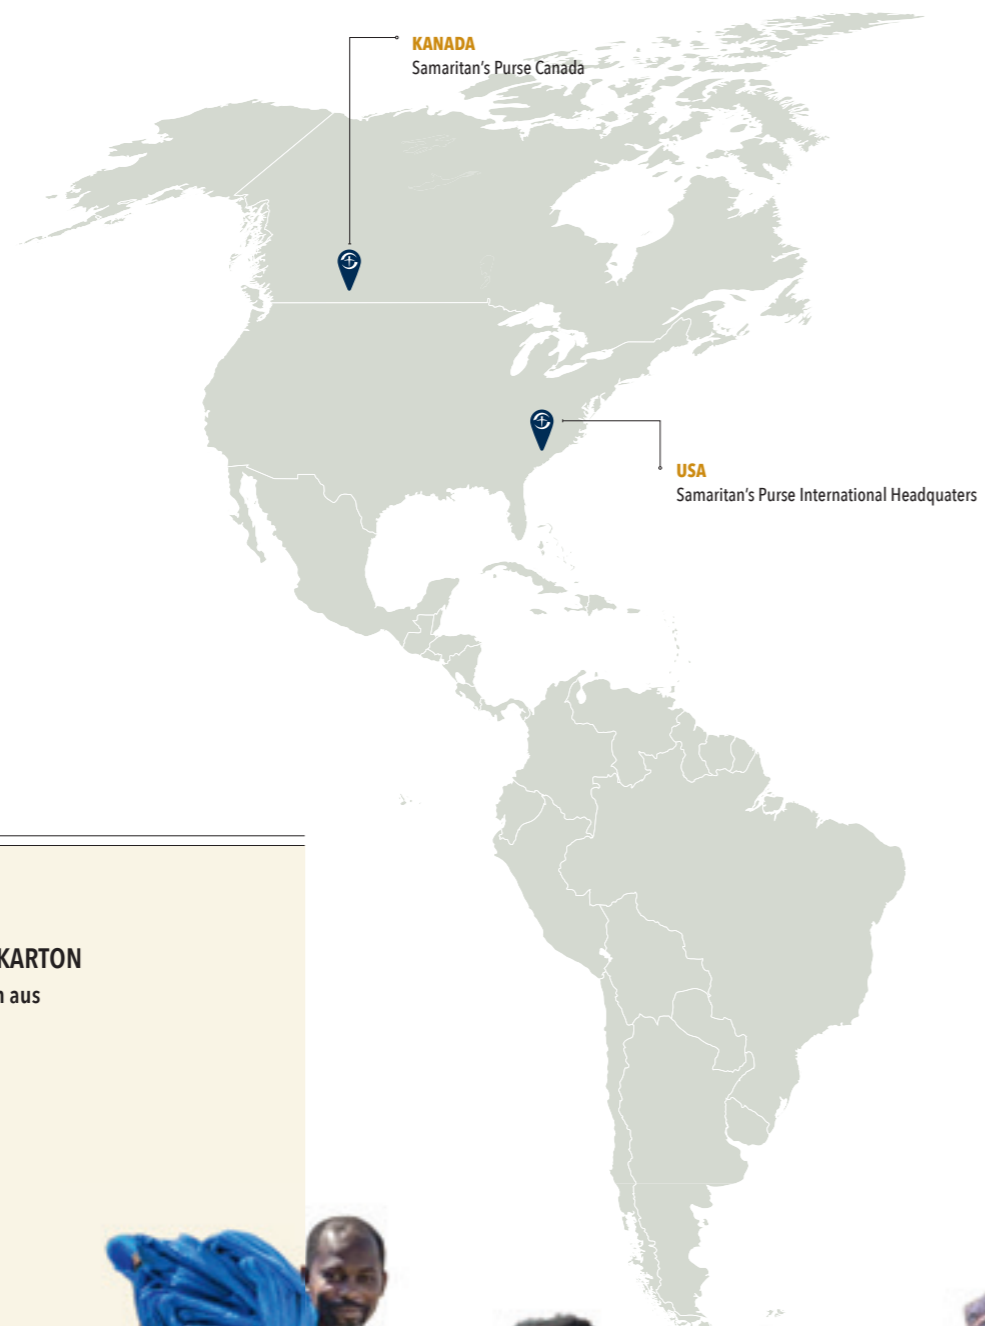 KANADA
Samaritan's Purse Canada
USA
Samaritan's Purse International Headquaters
KARTON
aus